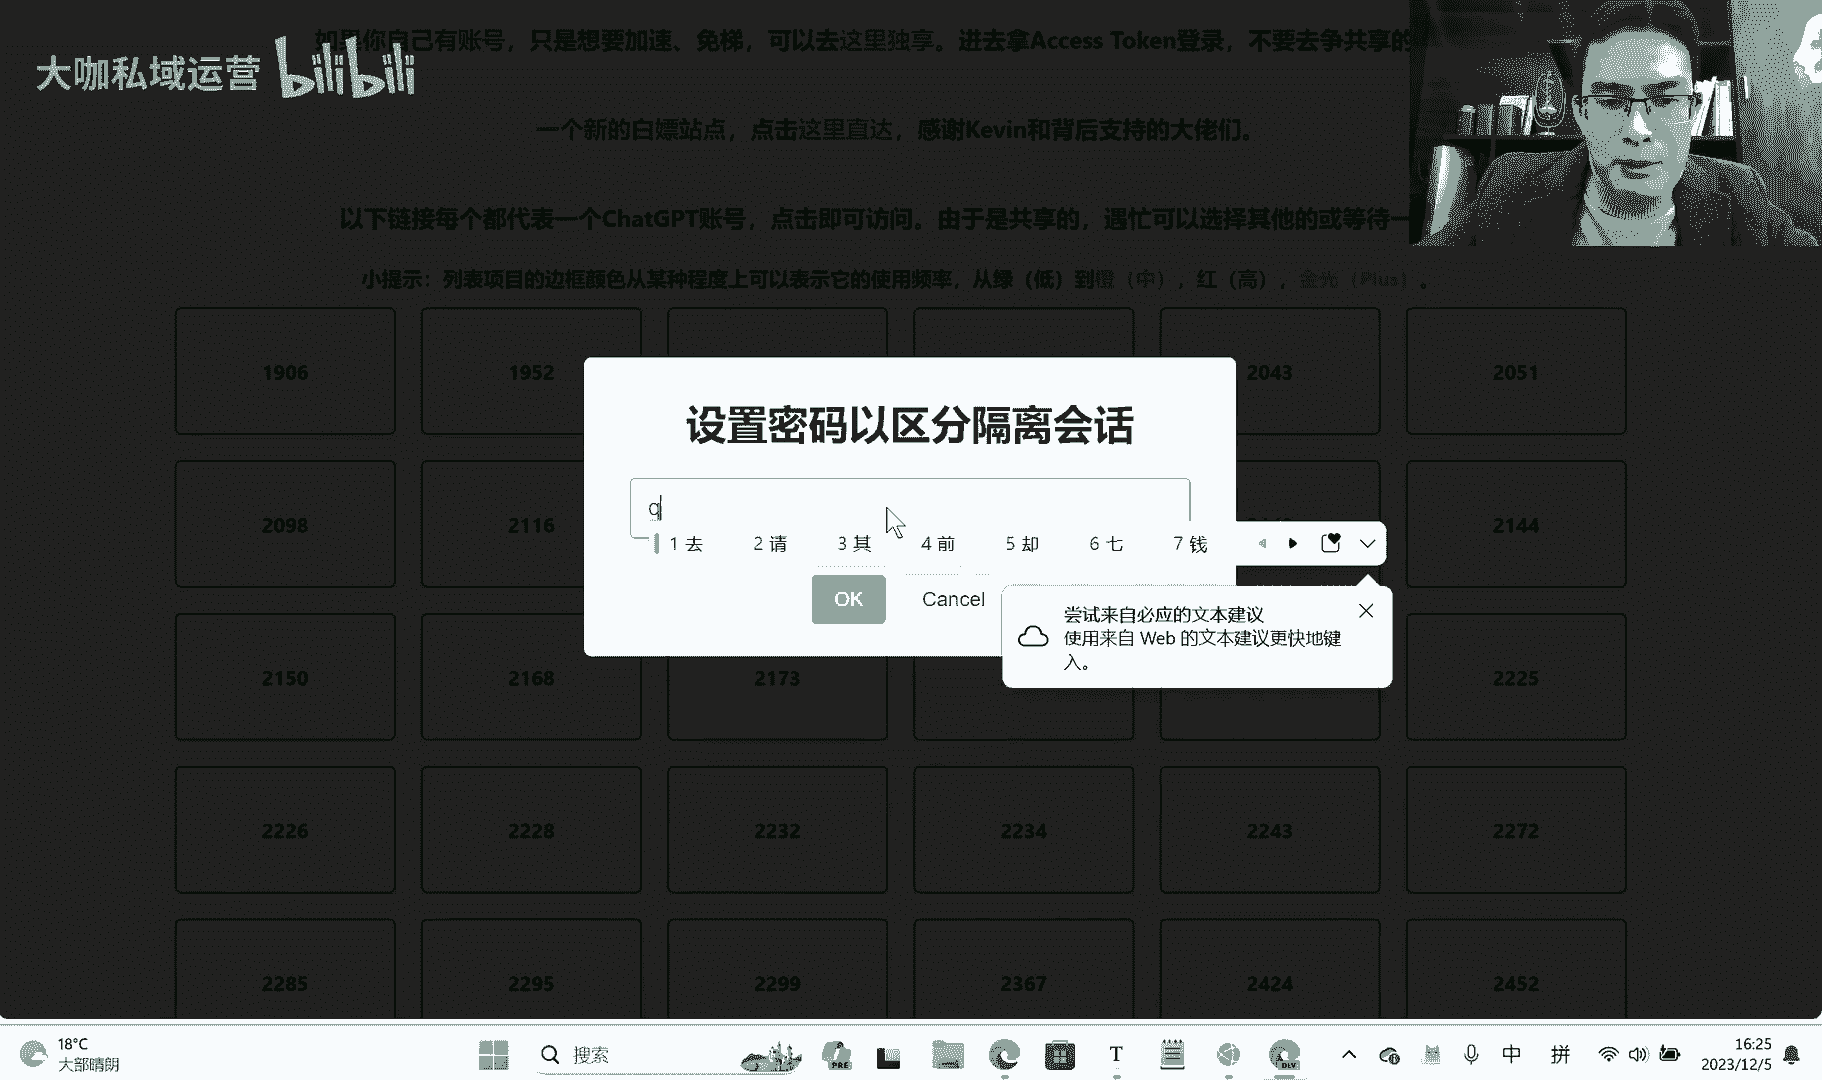 如果你自己有账号，只是想要加速、免梯，可以去这里独享。进去拿Access Token登录，不要去争共享的
大咖私域运营 bilibili
一个新的白嫖站点，点击这里直达，感谢Kevin和背后支持的大佬们。
以下链接每个都代表一个ChatGPT账号，点击即可访问。由于是共享的，遇忙可以选择其他的或等待一
小提示：列表项目的边框颜色从某种程度上可以表示它的使用频率，从绿（低）到橙（中），红（高），金光（Plus）。
1906 1952 2043 2051
设置密码以区分隔离会话
q
2098 2116 2144
1 去 2 请 3 其 4 前 5 却 6 七 7 钱
OK Cancel
尝试来自必应的文本建议
使用来自 Web 的文本建议更快地键
入。
2150 2168 2173 2225
2226 2228 2232 2234 2243 2272
2285 2295 2299 2367 2424 2452
18°C
大部晴朗
搜索
PRE
T
DEV
中 拼
16:25
2023/12/5